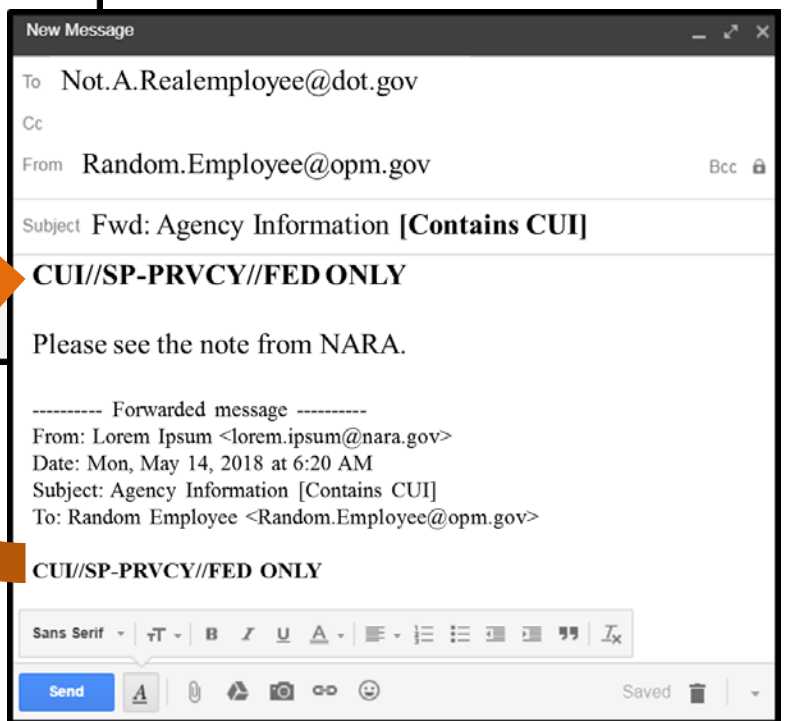 New Message
To Not.A.Realemployee@dot.gov
Cc
From Random.Employee@opm.gov Bcc
Subject Fwd: Agency Information [Contains CUI]
CUI//SP-PRVCY//FED ONLY
Please see the note from NARA.
---------- Forwarded message ----------
From: Lorem Ipsum <lorem.ipsum@nara.gov>
Date: Mon, May 14, 2018 at 6:20 AM
Subject: Agency Information [Contains CUI]
To: Random Employee <Random.Employee@opm.gov>
CUI//SP-PRVCY//FED ONLY
Sans Serif TT B I U A
Send A Saved